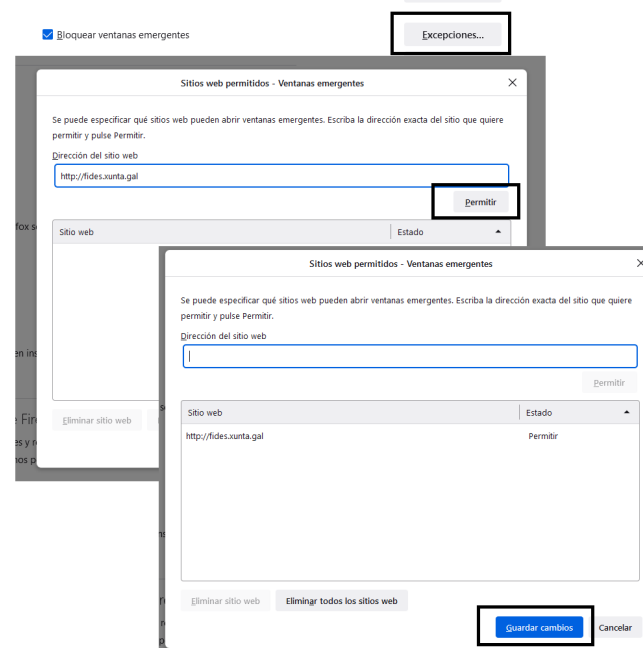 Bloquear ventanas emergentes
Excepciones...
Sitios web permitidos - Ventanas emergentes
Se puede especificar qué sitios web pueden abrir ventanas emergentes. Escriba la dirección exacta del sitio que quiere
permitir y pulse Permitir.
Dirección del sitio web
http://fides.xunta.gal
Permitir
Sitio web
Estado
Eliminar sitio web
Sitios web permitidos - Ventanas emergentes
Se puede especificar qué sitios web pueden abrir ventanas emergentes. Escriba la dirección exacta del sitio que quiere
permitir y pulse Permitir.
Dirección del sitio web
Permitir
Sitio web
Estado
http://fides.xunta.gal
Permitir
Eliminar sitio web
Eliminar todos los sitios web
Guardar cambios
Cancelar